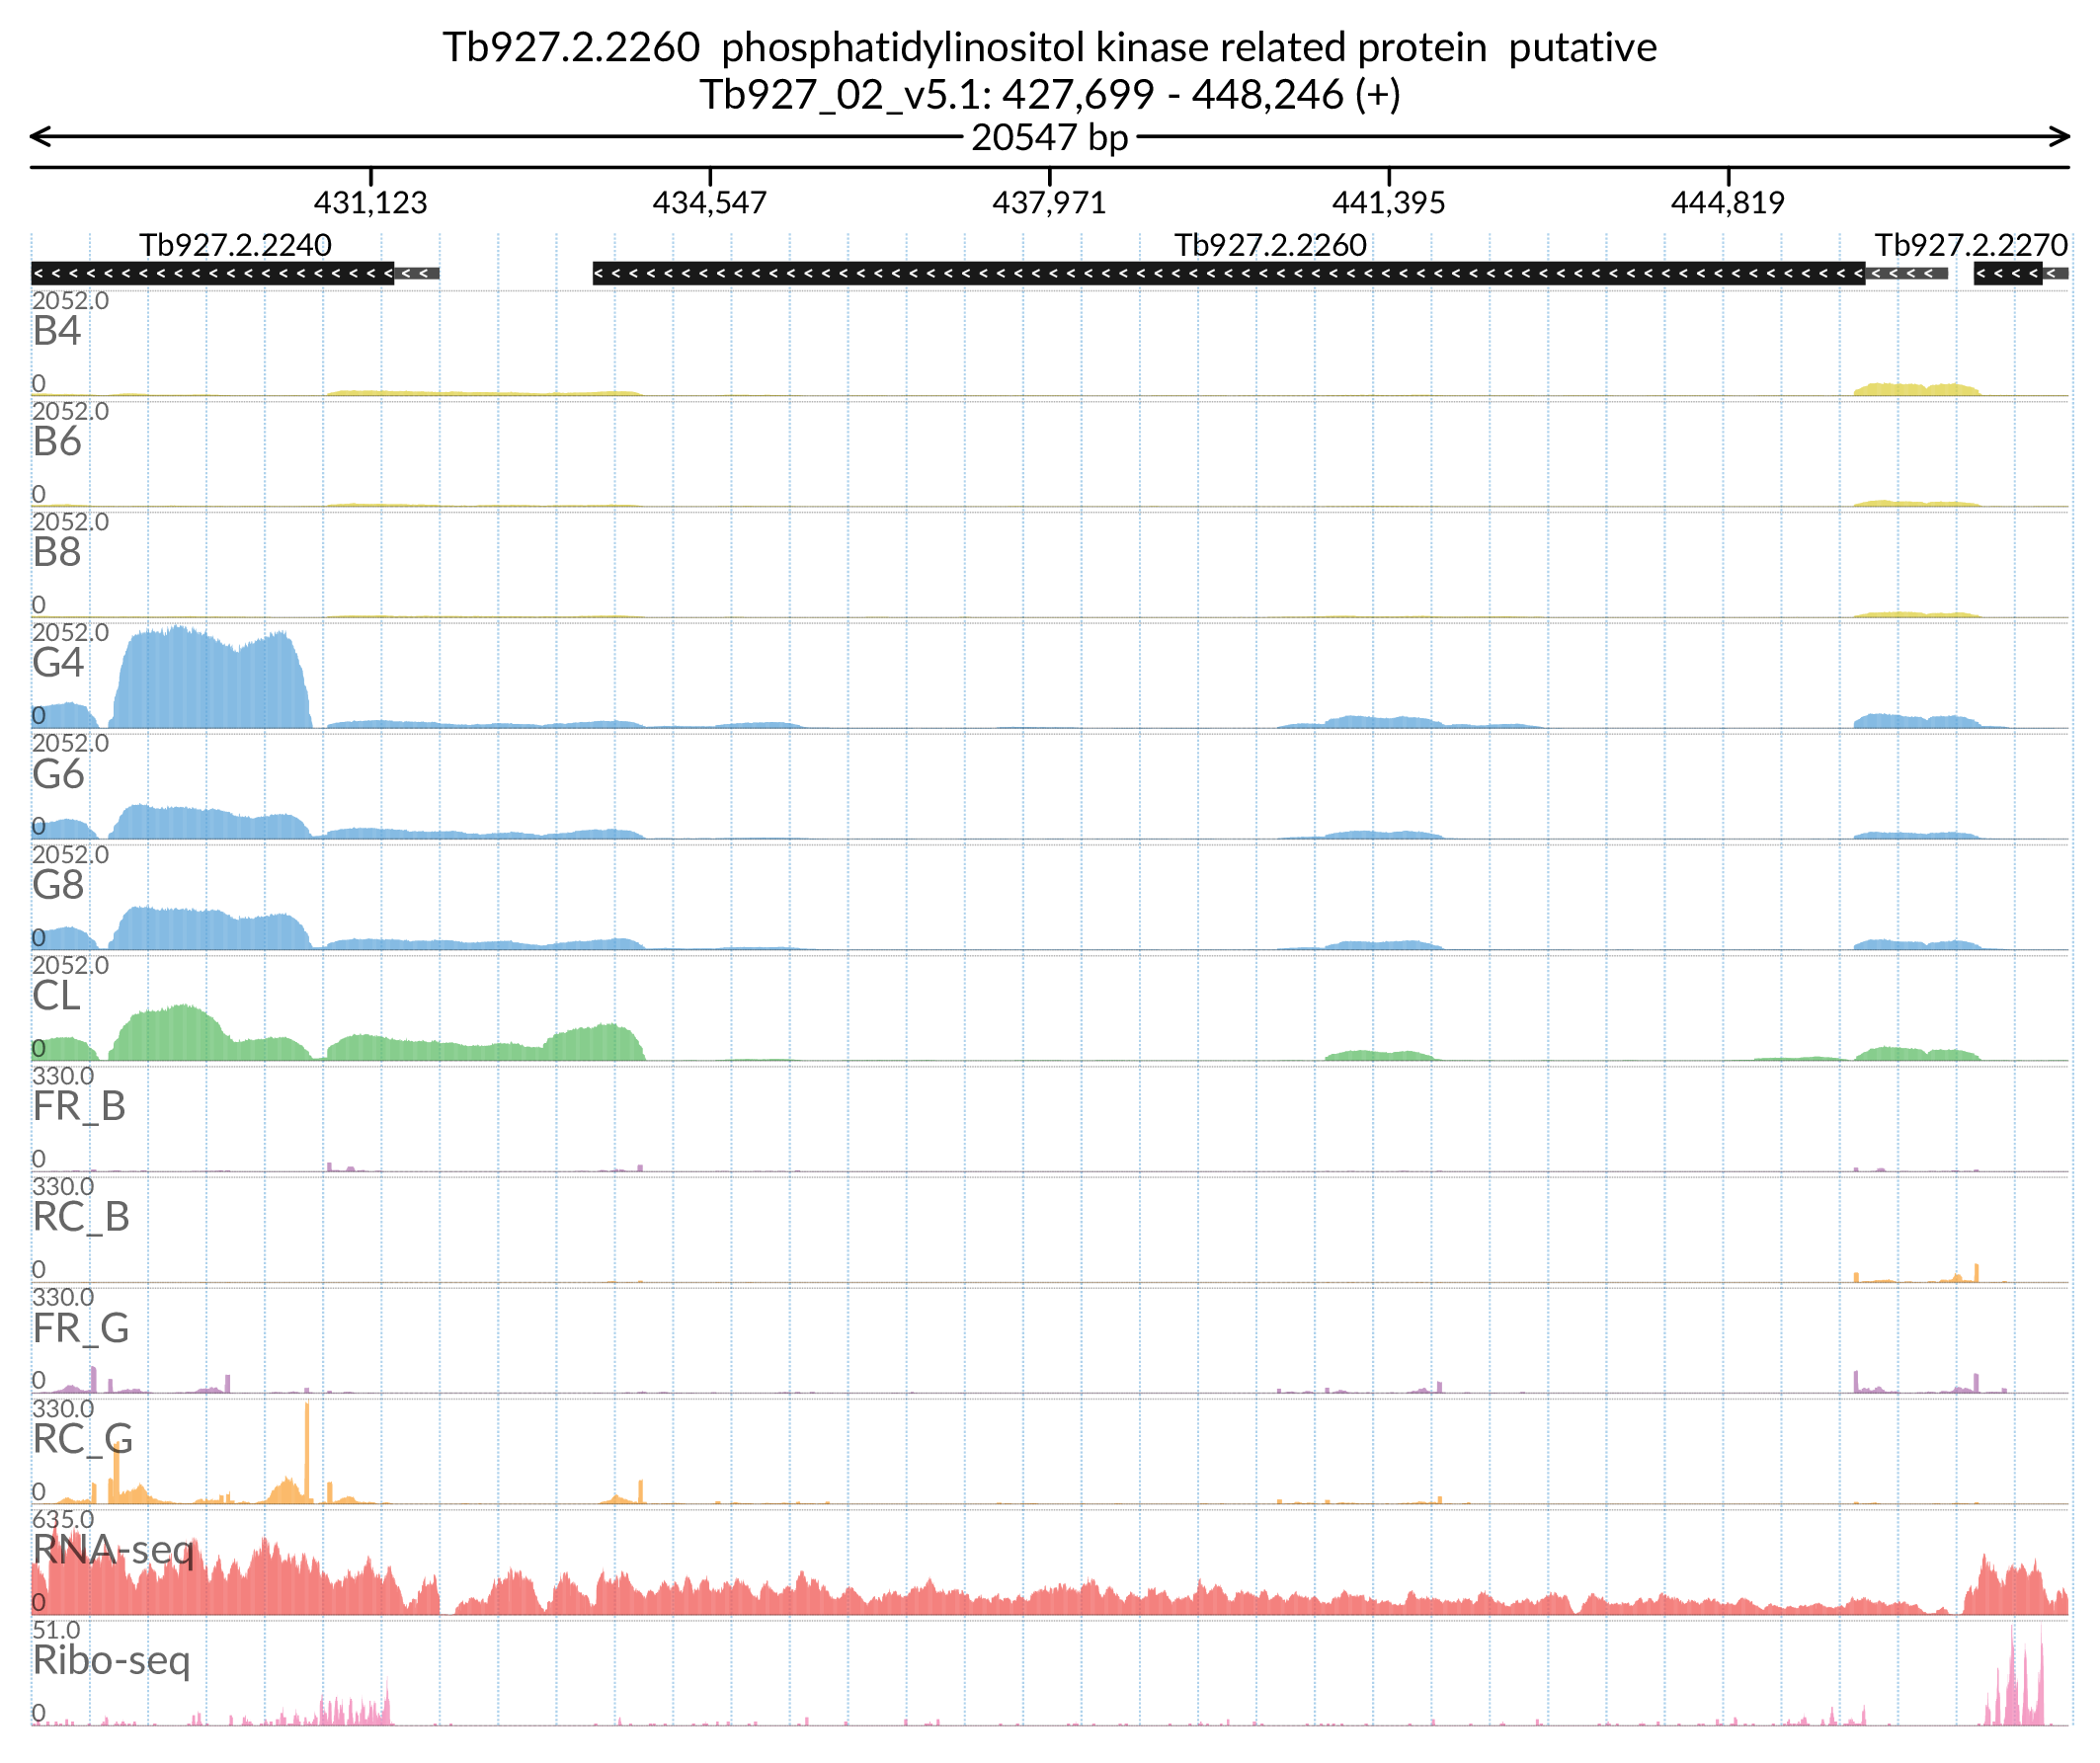 Tb927.2.2260  phosphatidylinositol kinase related protein  putative
Tb927_02_v5.1: 427,699 - 448,246 (+)
20547 bp
431,123 434,547 437,971 441,395 444,819
Tb927.2.2240 Tb927.2.2260 Tb927.2.2270
2052.0
B4
0
2052.0
B6
0
2052.0
B8
0
2052.0
G4
0
2052.0
G6
0
2052.0
G8
0
2052.0
CL
0
330.0
FR_B
0
330.0
RC_B
0
330.0
FR_G
0
330.0
RC_G
0
635.0
RNA-seq
0
51.0
Ribo-seq
0